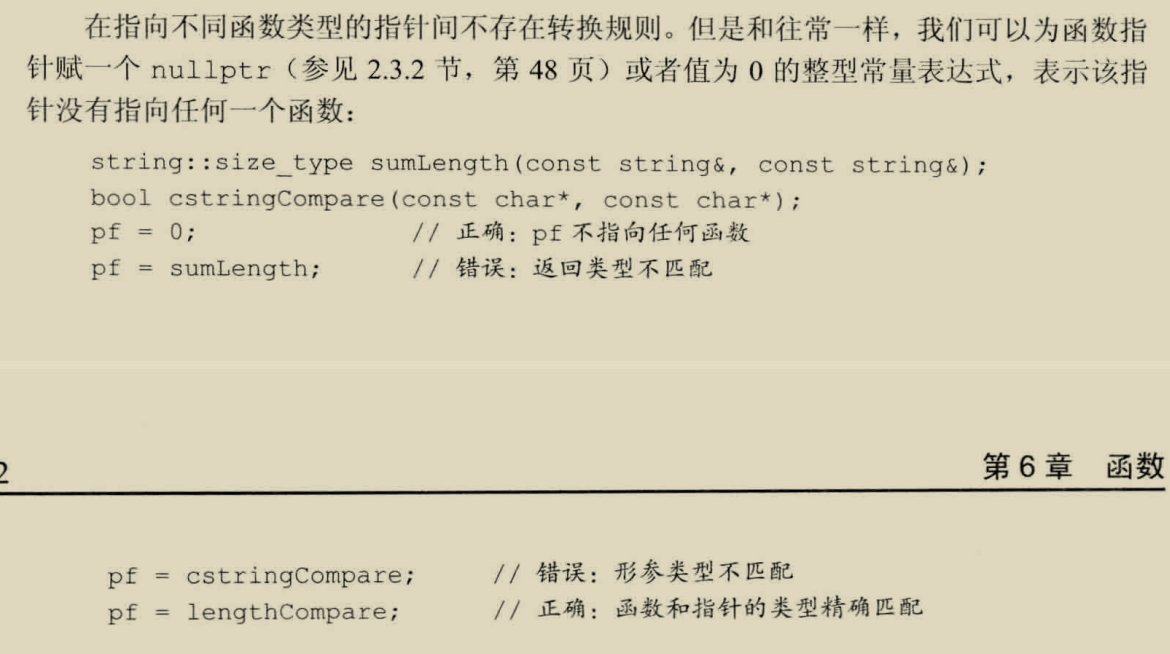 在指向不同函数类型的指针间不存在转换规则。但是和往常一样，我们可以为函数指
针赋一个 nullptr（参见 2.3.2 节，第 48 页）或者值为 0 的整型常量表达式，表示该指
针没有指向任何一个函数：
string::size_type sumLength(const string&, const string&);
bool cstringCompare(const char*, const char*);
pf = 0; // 正确：pf 不指向任何函数
pf = sumLength; // 错误：返回类型不匹配
2
第 6 章 函数
pf = cstringCompare; // 错误：形参类型不匹配
pf = lengthCompare; // 正确：函数和指针的类型精确匹配